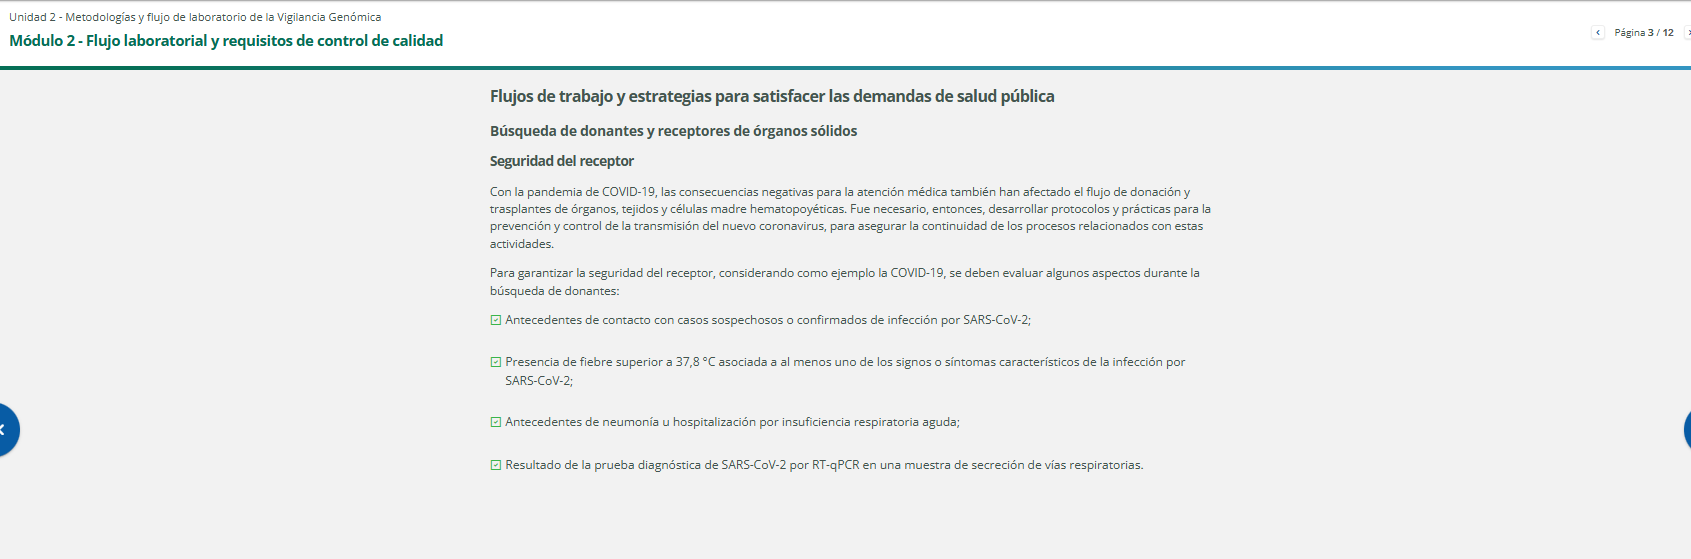 Unidad 2 - Metodologías y flujo de laboratorio de la Vigilancia Genómica
Módulo 2 - Flujo laboratorial y requisitos de control de calidad
Página 3 / 12
Flujos de trabajo y estrategias para satisfacer las demandas de salud pública
Búsqueda de donantes y receptores de órganos sólidos
Seguridad del receptor
Con la pandemia de COVID-19, las consecuencias negativas para la atención médica también han afectado el flujo de donación y
trasplantes de órganos, tejidos y células madre hematopoyéticas. Fue necesario, entonces, desarrollar protocolos y prácticas para la
prevención y control de la transmisión del nuevo coronavirus, para asegurar la continuidad de los procesos relacionados con estas
actividades.
Para garantizar la seguridad del receptor, considerando como ejemplo la COVID-19, se deben evaluar algunos aspectos durante la
búsqueda de donantes:
Antecedentes de contacto con casos sospechosos o confirmados de infección por SARS-CoV-2;
Presencia de fiebre superior a 37,8 °C asociada a al menos uno de los signos o síntomas característicos de la infección por
SARS-CoV-2;
Antecedentes de neumonía u hospitalización por insuficiencia respiratoria aguda;
Resultado de la prueba diagnóstica de SARS-CoV-2 por RT-qPCR en una muestra de secreción de vías respiratorias.